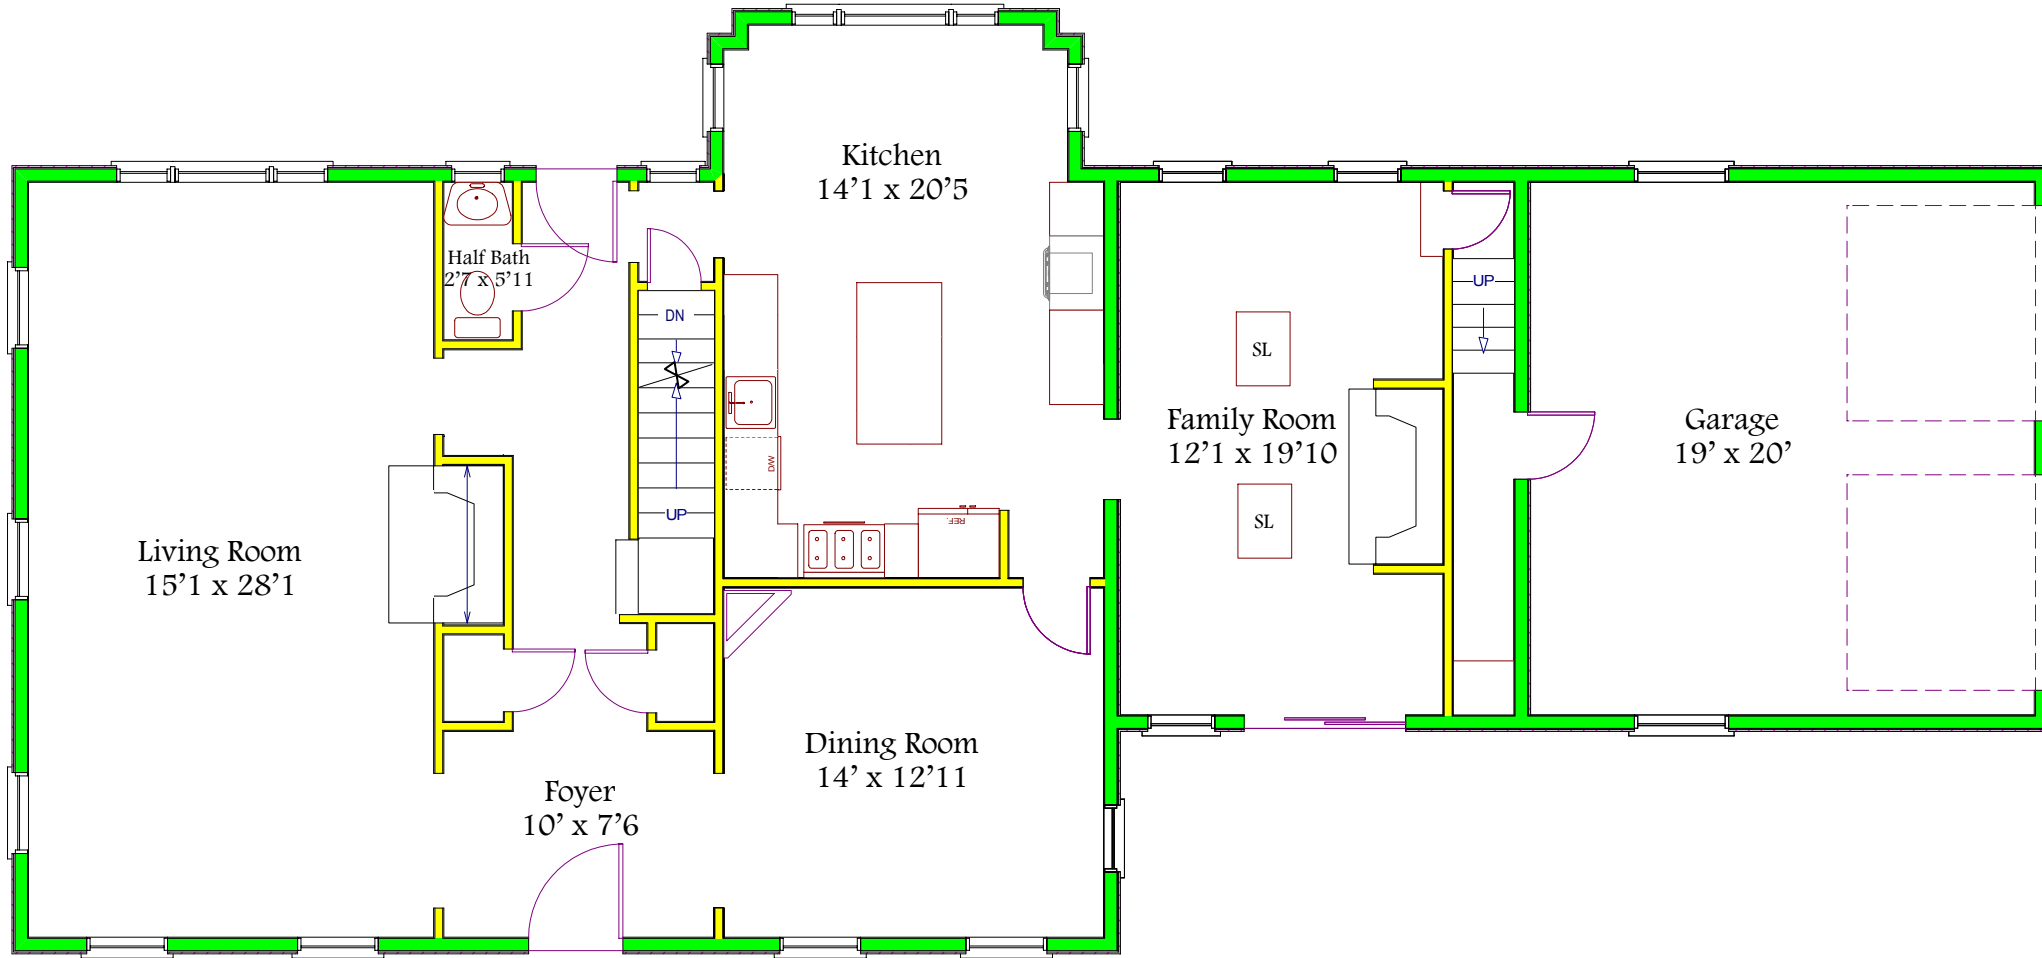 Kitchen
14'1 x 20'5
Half Bath
2'7 x 5'11
DN
UP
SL
UP
Family Room
12'1 x 19'10
Garage
19' x 20'
DW
UP
REF.
SL
Living Room
15'1 x 28'1
Dining Room
14' x 12'11
Foyer
10' x 7'6